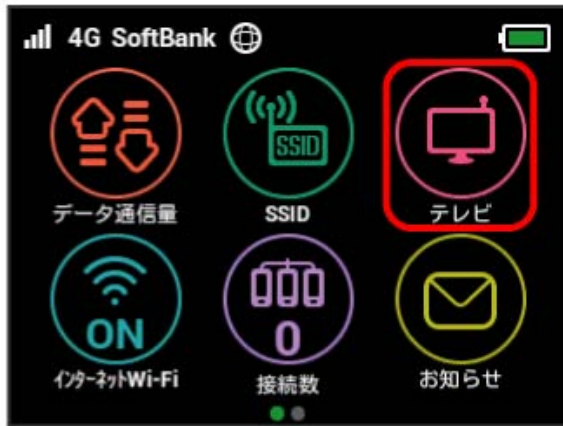 4G SoftBank
SSID
データ通信量
SSID
テレビ
ON
0
インターネットWi-Fi
接続数
お知らせ